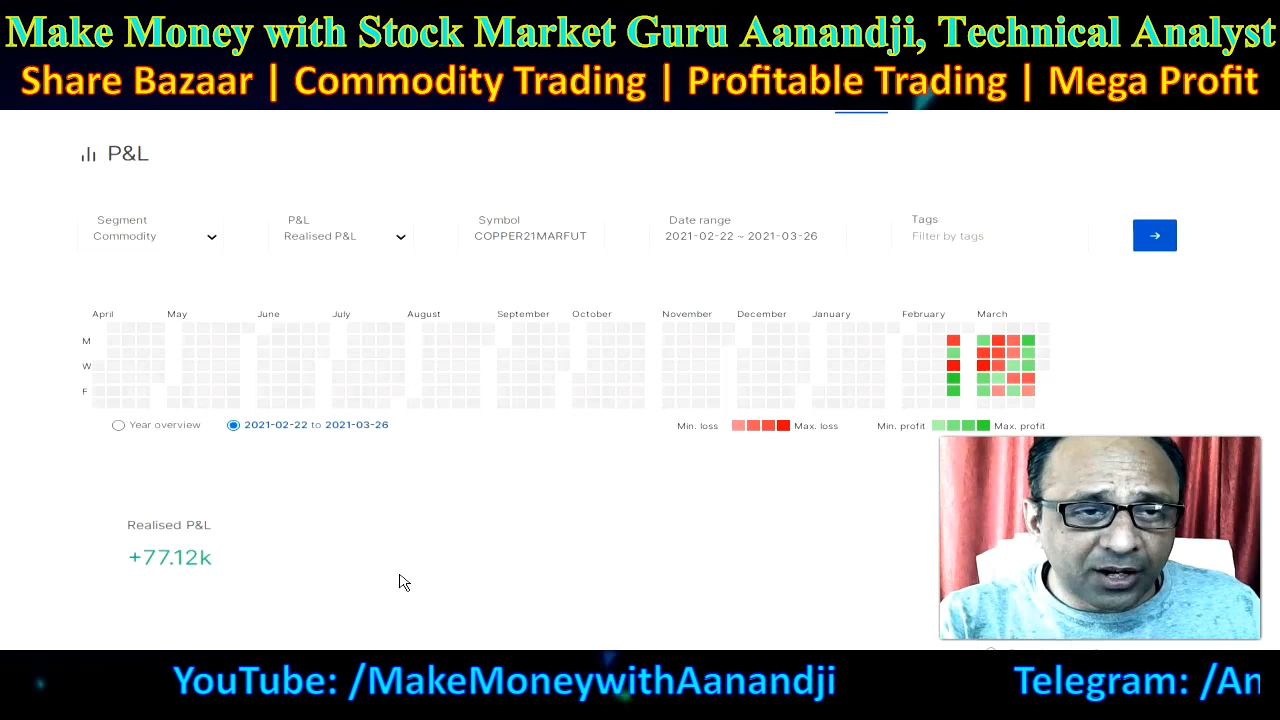 Make Money with Stock Market Guru Aanandji, Technical Analyst
Share Bazaar | Commodity Trading | Profitable Trading | Mega Profit
P&L
Segment P&L Symbol Date range Tags
Commodity Realised P&L COPPER21MARFUT 2021-02-22 ~ 2021-03-26 Filter by tags
April May June July August September October November December January February March
M
W
F
Year overview 2021-02-22 to 2021-03-26 Min. loss Max. loss Min. profit Max. profit
Realised P&L
+77.12k
YouTube: /MakeMoneywithAanandji Telegram: /An